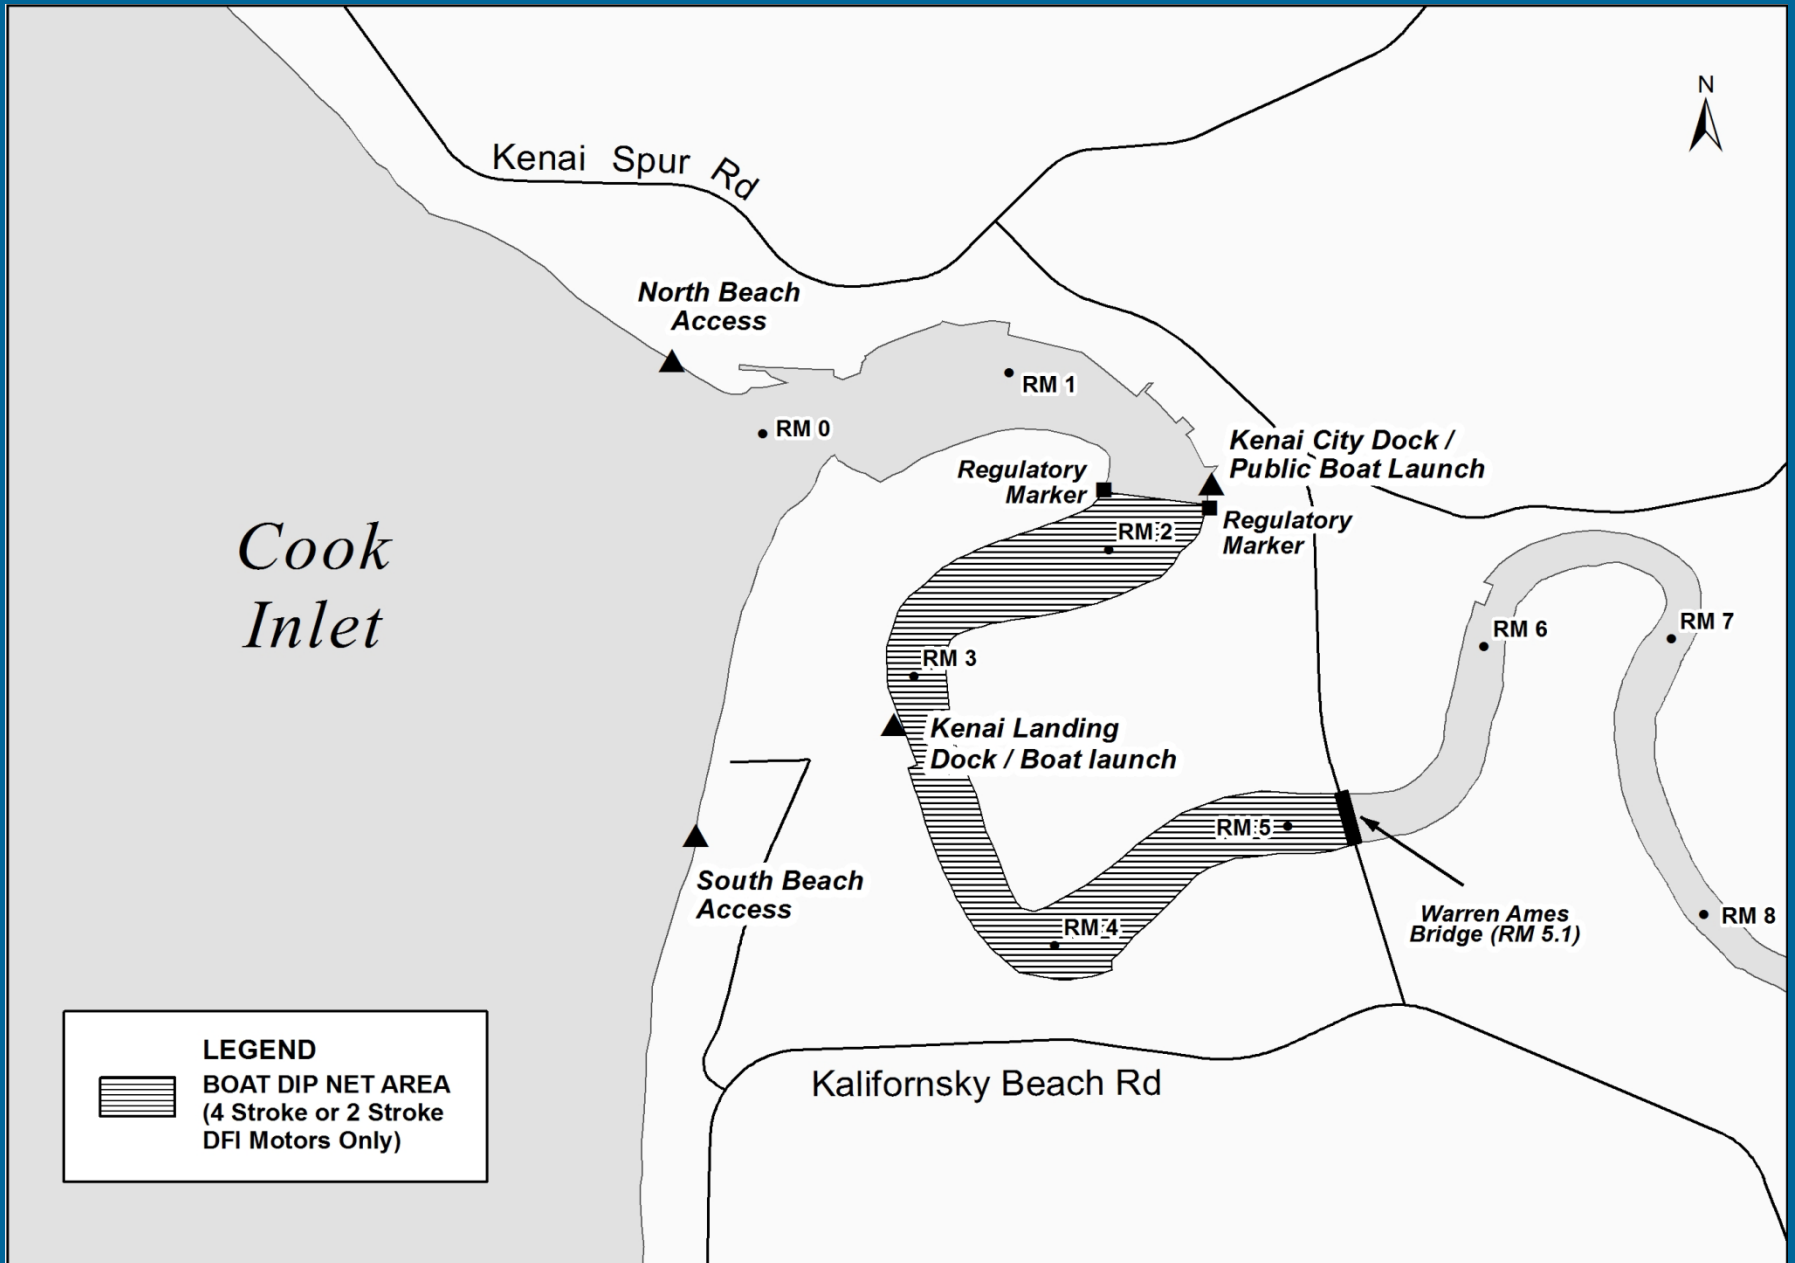 N
Kenai Spur Rd
North Beach
Access
RM 1
RM 0
Kenai City Dock /
Public Boat Launch
Regulatory
Marker
Regulatory
Marker
RM 2
Cook
Inlet
RM 6
RM 7
RM 3
Kenai Landing
Dock / Boat launch
RM 5
South Beach
Access
Warren Ames
Bridge (RM 5.1)
RM 8
RM 4
LEGEND
BOAT DIP NET AREA
(4 Stroke or 2 Stroke
DFI Motors Only)
Kalifornsky Beach Rd